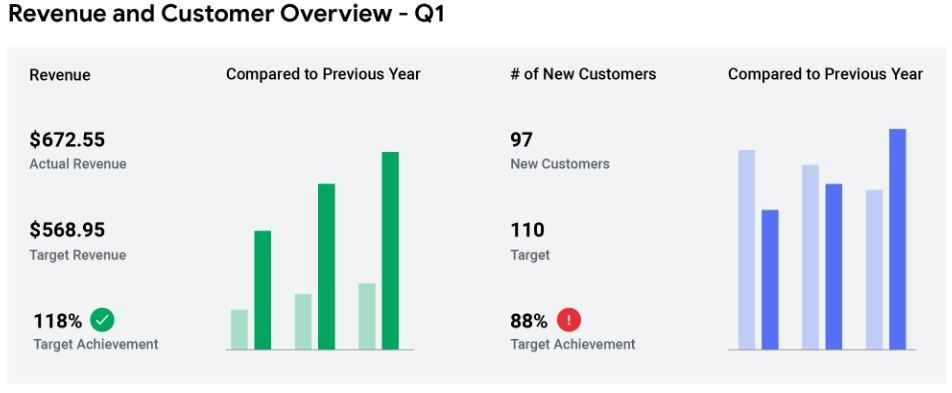 Revenue and Customer Overview - Q1
Revenue
Compared to Previous Year
$672.55
Actual Revenue
$568.95
Target Revenue
118%
Target Achievement
# of New Customers
Compared to Previous Year
97
New Customers
110
Target
88%
!
Target Achievement